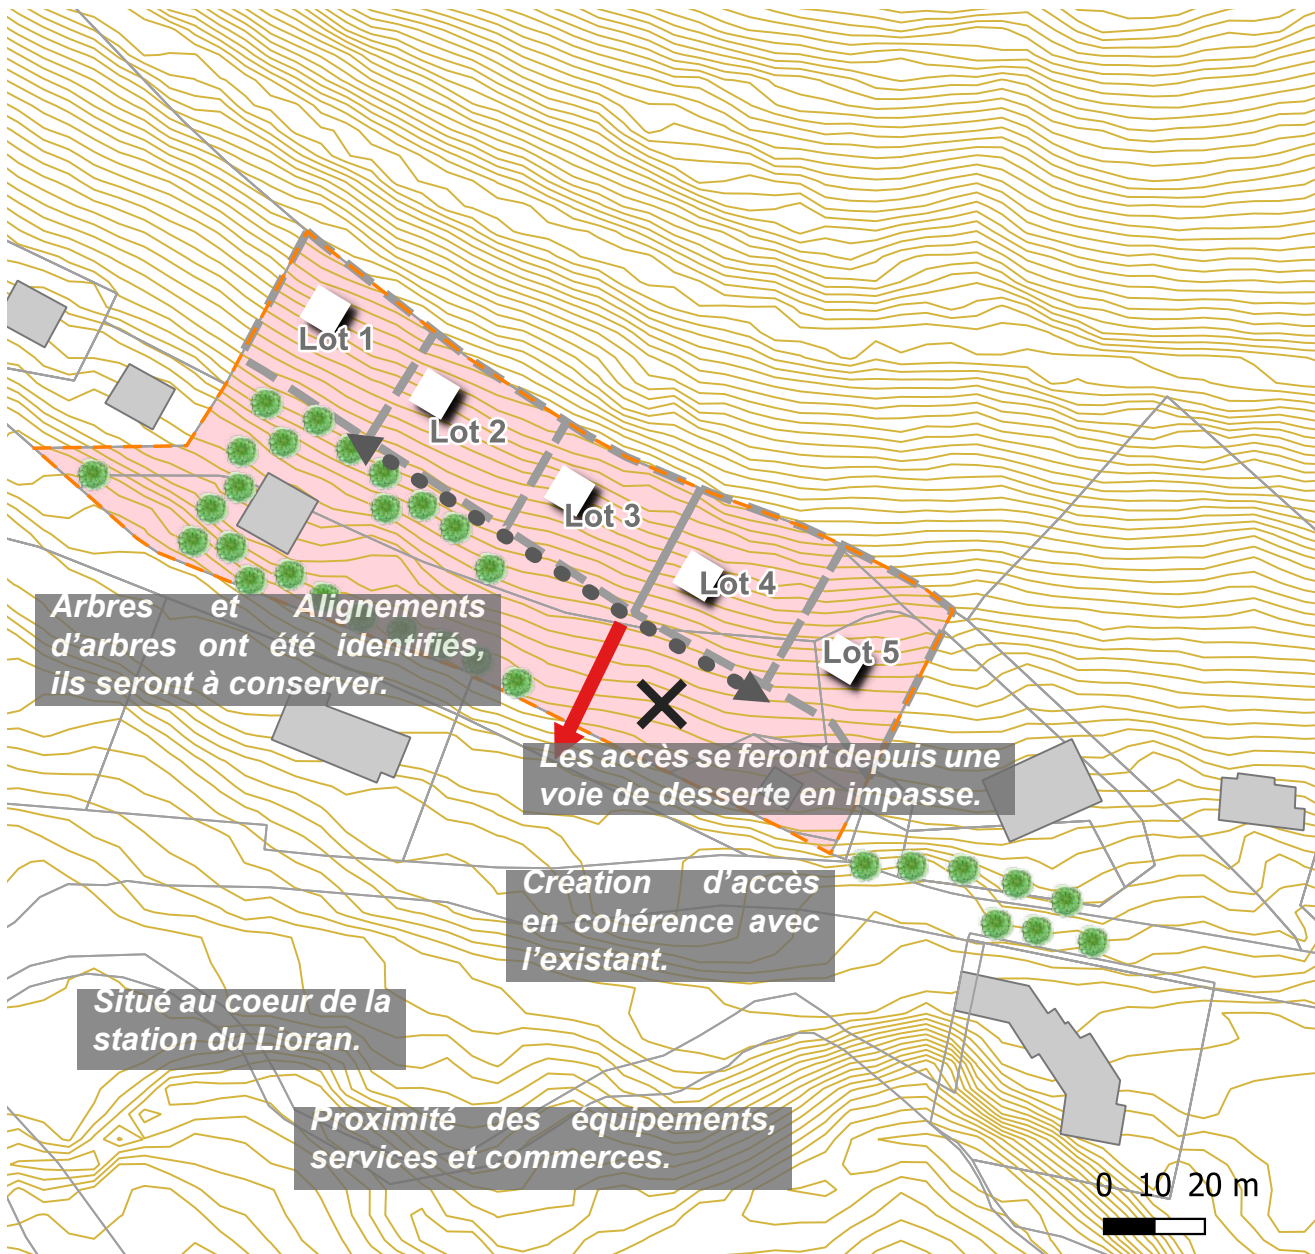 Lot 1
Lot 2
Lot 3
Lot 4
Lot 5
Arbres et Alignements
d’arbres ont été identifiés,
ils seront à conserver.
Les accès se feront depuis une
voie de desserte en impasse.
Création d’accès
en cohérence avec
l’existant.
Situé au coeur de la
station du Lioran.
Proximité des équipements,
services et commerces.
0 10 20 m